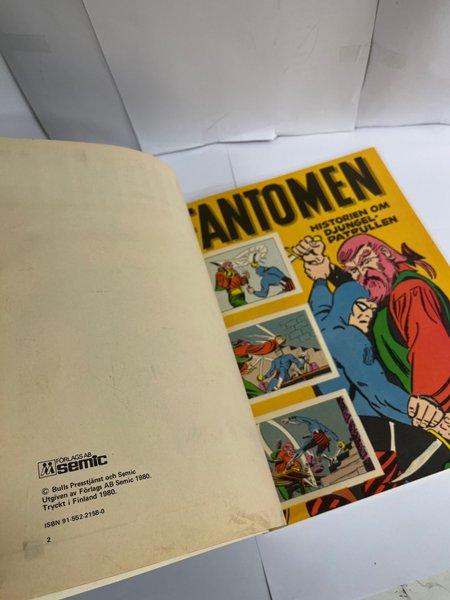 FÖRLAGS AB
semic
© Bulls Presstjänst och Semic
Utgiven av Förlags AB Semic 1980.
Tryckt i Finland 1980.
ISBN 91-552-2158-0
2
FANTOMEN
HISTORIEN OM
DJUNGEL-
PATRULLEN